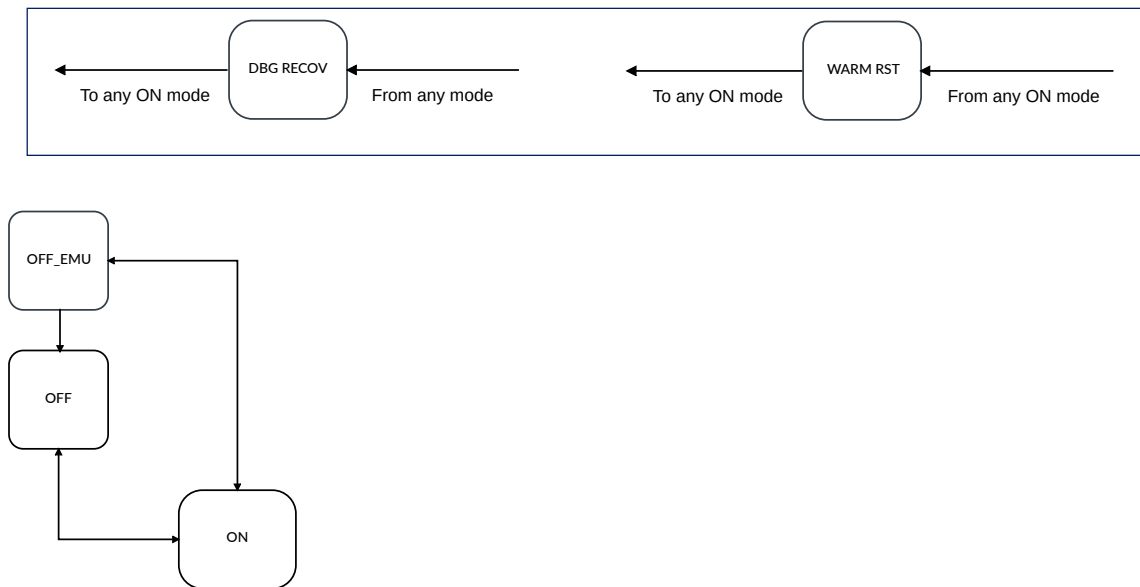 DBG RECOV
To any ON mode
From any mode
WARM RST
To any ON mode
From any ON mode
OFF_EMU
OFF
ON